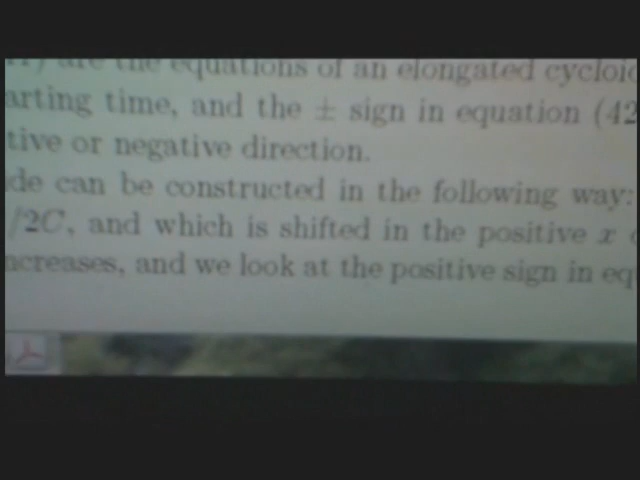 are the equations of an elongated cycloid
arting time, and the ± sign in equation (42
tive or negative direction.
de can be constructed in the following way:
/2C, and which is shifted in the positive x
ncreases, and we look at the positive sign in eq